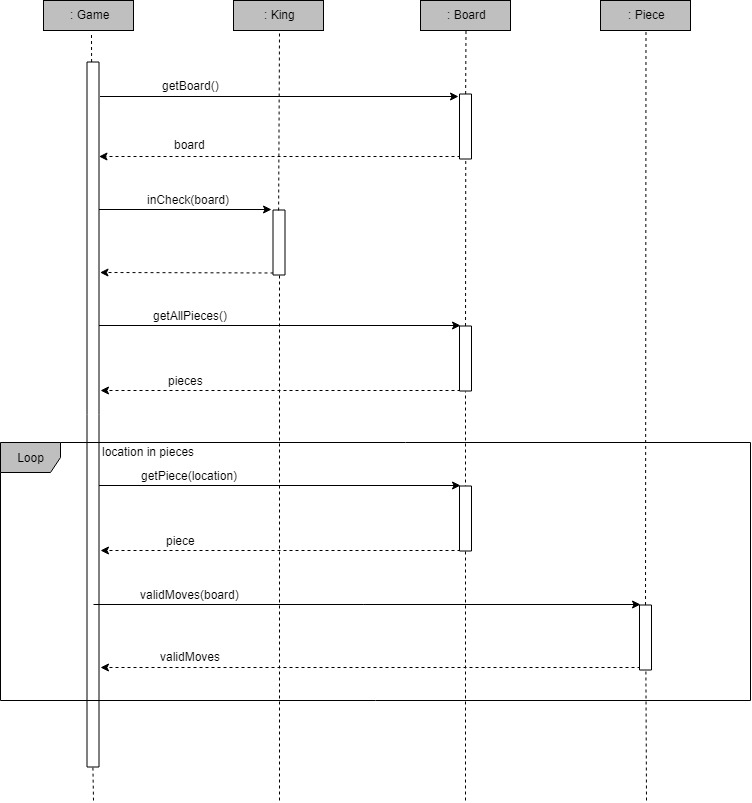 : Game
: King
: Board
: Piece
getBoard()
board
inCheck(board)
getAllPieces()
pieces
Loop
location in pieces
getPiece(location)
piece
validMoves(board)
validMoves